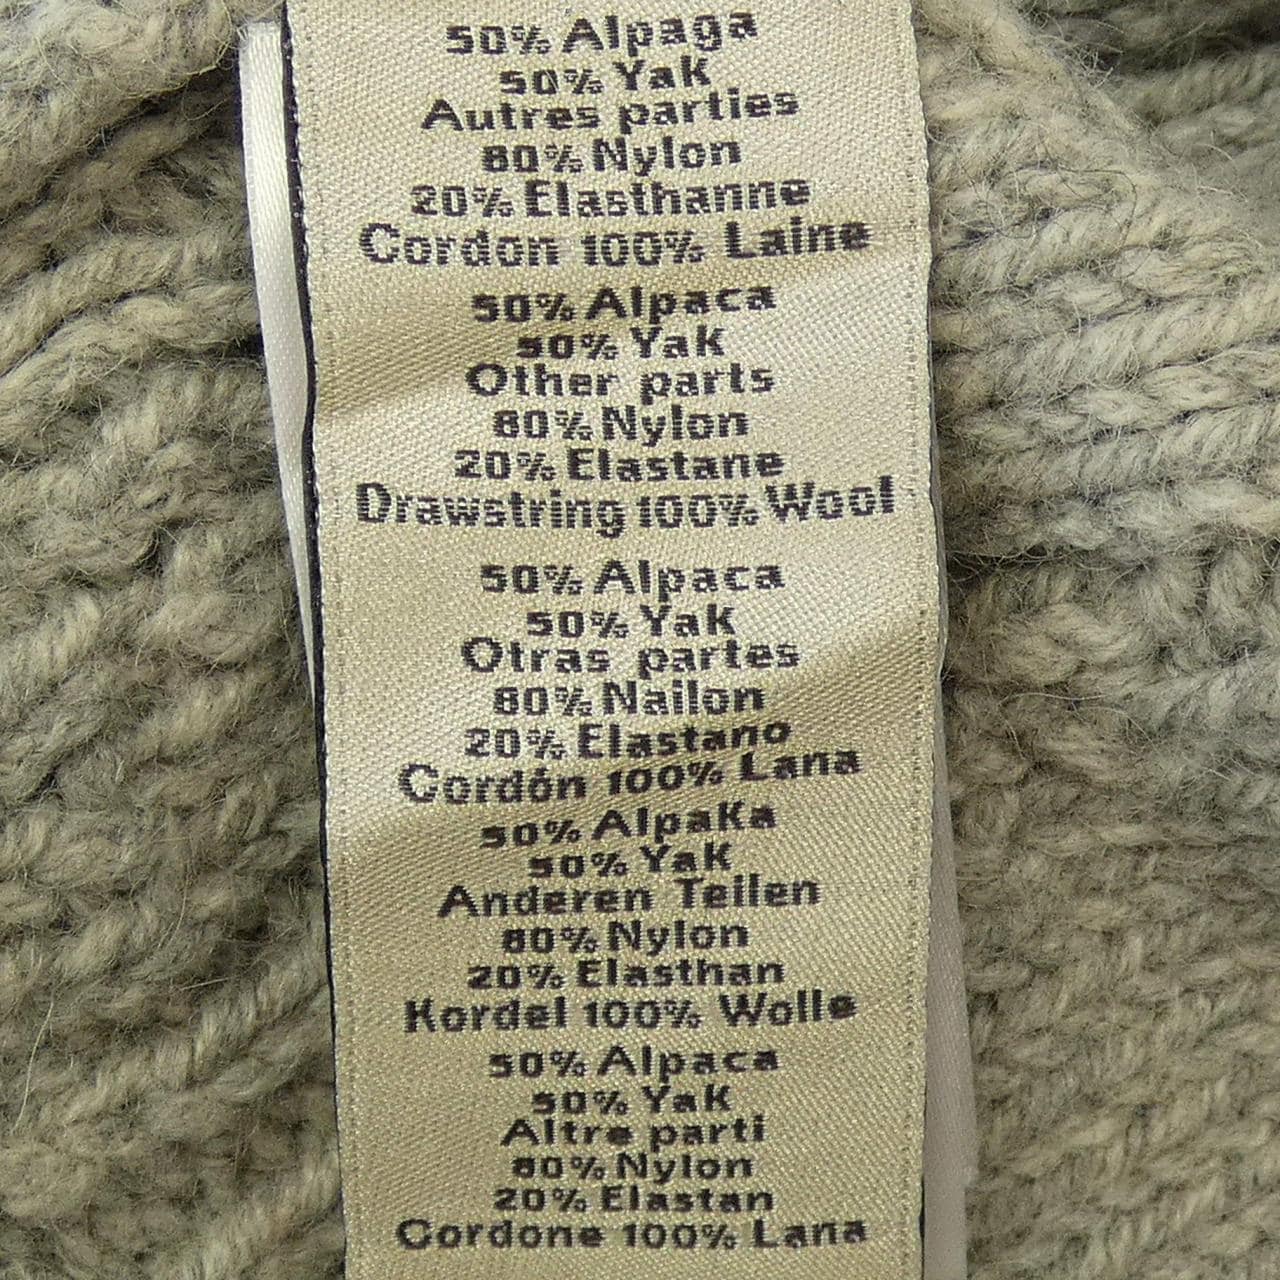 50% Alpaga
50% Yak
Autres parties
80% Nylon
20% Elasthanne
Cordon 100% Laine
50% Alpaca
50% Yak
Other parts
80% Nylon
20% Elastane
Drawstring 100% Wool
50% Alpaca
50% Yak
Otras partes
80% Nailon
20% Elastano
Cordón 100% Lana
50% Alpaka
50% Yak
Anderen Teilen
80% Nylon
20% Elasthan
Kordel 100% Wolle
50% Alpaca
50% Yak
Altre parti
80% Nylon
20% Elastan
Cordone 100% Lana